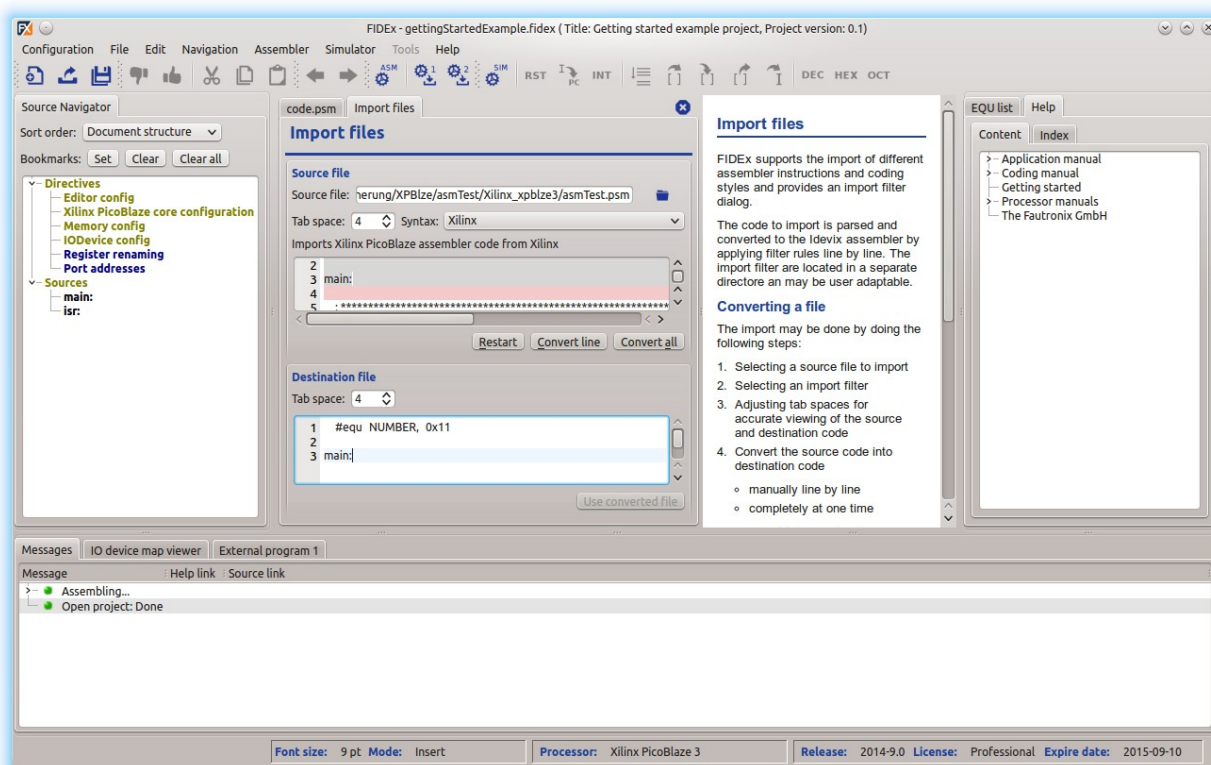 FIDEx - gettingStartedExample.fidex ( Title: Getting started example project, Project version: 0.1)
Configuration File Edit Navigation Assembler Simulator Tools Help
ASM 1 2 SIM RST I PC INT DEC HEX OCT
Source Navigator
Sort order: Document structure
Bookmarks: Set Clear Clear all
Directives
Editor config
Xilinx PicoBlaze core configuration
Memory config
IODevice config
Register renaming
Port addresses
Sources
main:
isr:
code.psm Import files
Import files
Source file
Source file: nerung/XPBlze/asmTest/Xilinx_xpblze3/asmTest.psm
Tab space: 4 Syntax: Xilinx
Imports Xilinx PicoBlaze assembler code from Xilinx
2
3 main:
4
5 ; ************************************************************
Restart Convert line Convert all
Destination file
Tab space: 4
1 #equ NUMBER, 0x11
2
3 main:
Use converted file
Import files
FIDEx supports the import of different
assembler instructions and coding
styles and provides an import filter
dialog.
The code to import is parsed and
converted to the Idevix assembler by
applying filter rules line by line. The
import filter are located in a separate
directore an may be user adaptable.
Converting a file
The import may be done by doing the
following steps:
1. Selecting a source file to import
2. Selecting an import filter
3. Adjusting tab spaces for
accurate viewing of the source
and destination code
4. Convert the source code into
destination code
manually line by line
completely at one time
EQU list Help
Content Index
Application manual
Coding manual
Getting started
Processor manuals
The Fautronix GmbH
Messages IO device map viewer External program 1
Message Help link Source link
Assembling...
Open project: Done
Font size: 9 pt Mode: Insert Processor: Xilinx PicoBlaze 3 Release: 2014-9.0 License: Professional Expire date: 2015-09-10